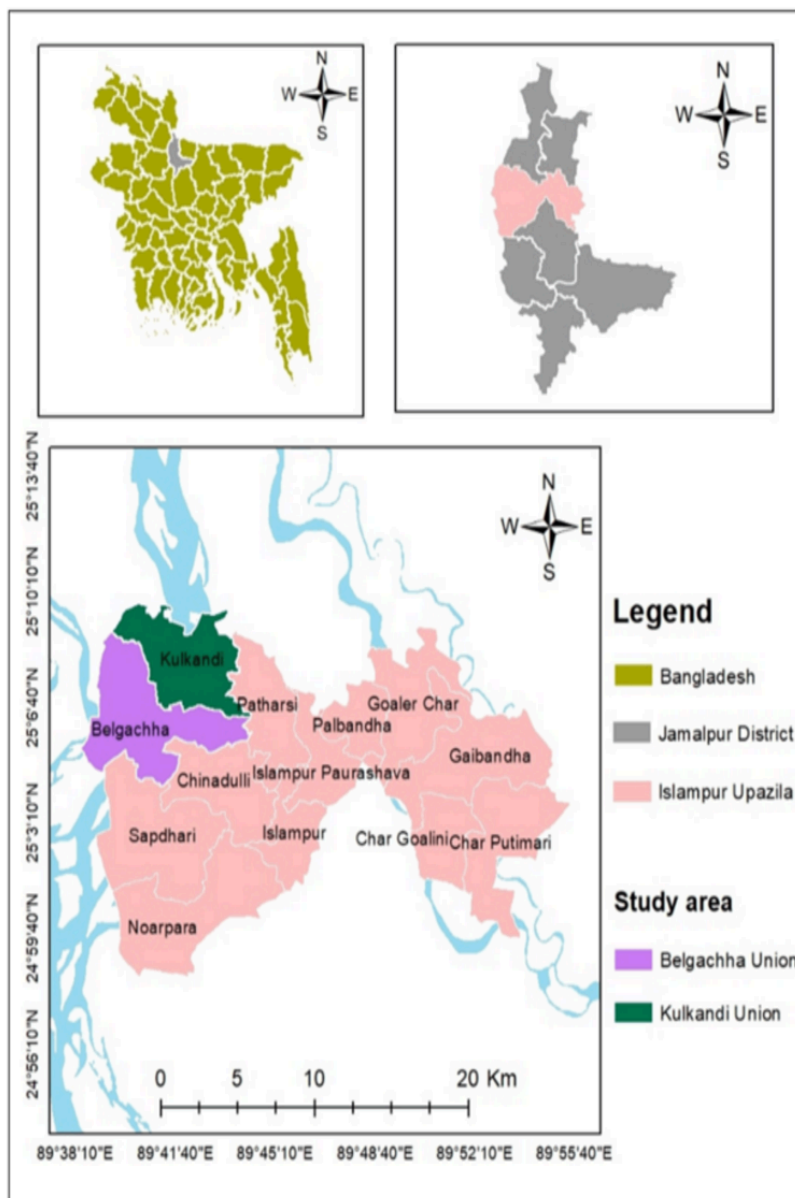 N
W E
S
N
W E
S
25°13'40"N
25°10'10"N
25°6'40"N
25°3'10"N
24°59'40"N
24°56'10"N
N
W E
S
Kulkandi
Patharsi
Goaler Char
Palbandha
Belgachha
Gaibandha
Islampur Paurashava
Chinadulli
Sapdhari
Islampur
Char Goalini
Char Putimari
Noarpara
0 5 10 20 Km
89°38'10"E 89°41'40"E 89°45'10"E 89°48'40"E 89°52'10"E 89°55'40"E
Legend
Bangladesh
Jamalpur District
Islampur Upazila
Study area
Belgachha Union
Kulkandi Union